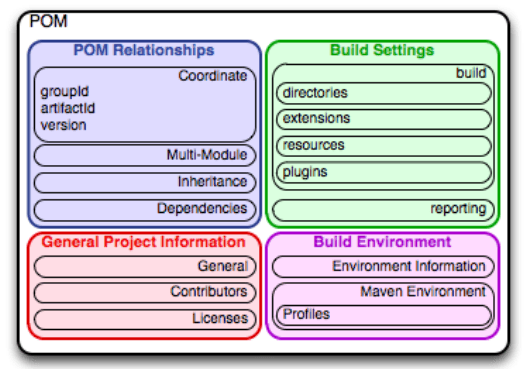 POM
POM Relationships
Coordinate
groupId
artifactId
version
Multi-Module
Inheritance
Dependencies
Build Settings
build
directories
extensions
resources
plugins
reporting
General Project Information
General
Contributors
Licenses
Build Environment
Environment Information
Maven Environment
Profiles